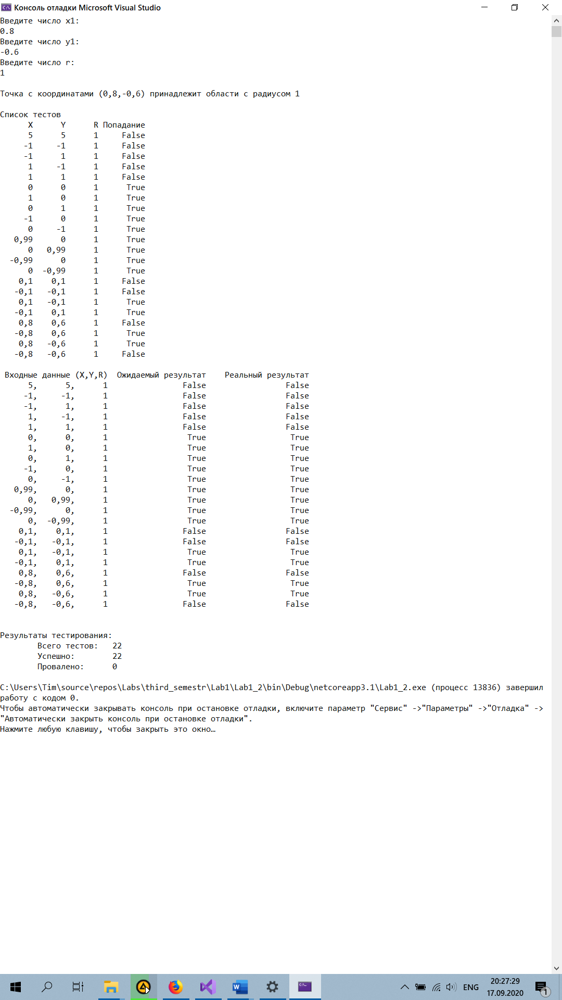 Консоль отладки Microsoft Visual Studio
Введите число x1:
0.8
Введите число y1:
-0.6
Введите число r:
1
Точка с координатами (0,8,-0,6) принадлежит области с радиусом 1
Список тестов
X Y R Попадание
5 5 1 False
-1 -1 1 False
-1 1 1 False
1 -1 1 False
1 1 1 False
0 0 1 True
1 0 1 True
0 1 1 True
-1 0 1 True
0 -1 1 True
0,99 0 1 True
0 0,99 1 True
-0,99 0 1 True
0 -0,99 1 True
0,1 0,1 1 False
-0,1 -0,1 1 False
0,1 -0,1 1 True
-0,1 0,1 1 True
0,8 0,6 1 False
-0,8 0,6 1 True
0,8 -0,6 1 True
-0,8 -0,6 1 False
Входные данные (X,Y,R) Ожидаемый результат Реальный результат
5, 5, 1 False False
-1, -1, 1 False False
-1, 1, 1 False False
1, -1, 1 False False
1, 1, 1 False False
0, 0, 1 True True
1, 0, 1 True True
0, 1, 1 True True
-1, 0, 1 True True
0, -1, 1 True True
0,99, 0, 1 True True
0, 0,99, 1 True True
-0,99, 0, 1 True True
0, -0,99, 1 True True
0,1, 0,1, 1 False False
-0,1, -0,1, 1 False False
0,1, -0,1, 1 True True
-0,1, 0,1, 1 True True
0,8, 0,6, 1 False False
-0,8, 0,6, 1 True True
0,8, -0,6, 1 True True
-0,8, -0,6, 1 False False
Результаты тестирования:
Всего тестов: 22
Успешно: 22
Провалено: 0
C:\Users\Tim\source\repos\Labs\third_semestr\Lab1\Lab1_2\bin\Debug\netcoreapp3.1\Lab1_2.exe (процесс 13836) завершил
работу с кодом 0.
Чтобы автоматически закрывать консоль при остановке отладки, включите параметр "Сервис" ->"Параметры" ->"Отладка" ->
"Автоматически закрыть консоль при остановке отладки".
Нажмите любую клавишу, чтобы закрыть это окно…
ENG
20:27:29
17.09.2020
1